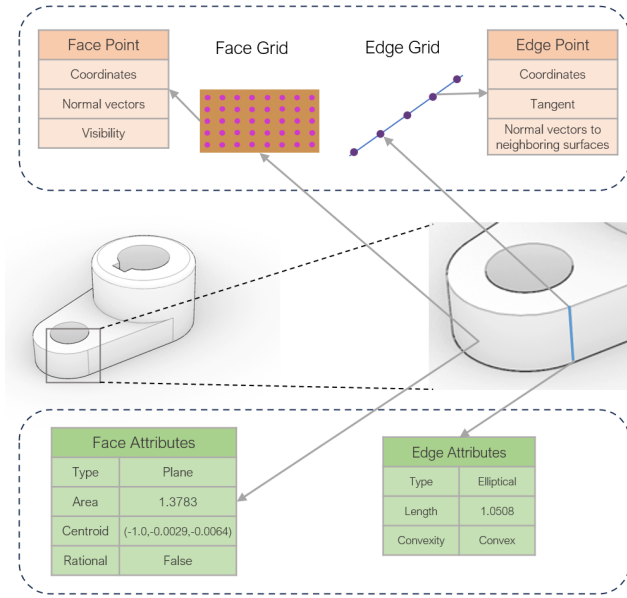 Face Point
Coordinates
Normal vectors
Visibility
Face Grid
Edge Grid
Edge Point
Coordinates
Tangent
Normal vectors to
neighboring surfaces
Face Attributes
Type Plane
Area 1.3783
Centroid (-1.0,-0.0029,-0.0064)
Rational False
Edge Attributes
Type Elliptical
Length 1.0508
Convexity Convex